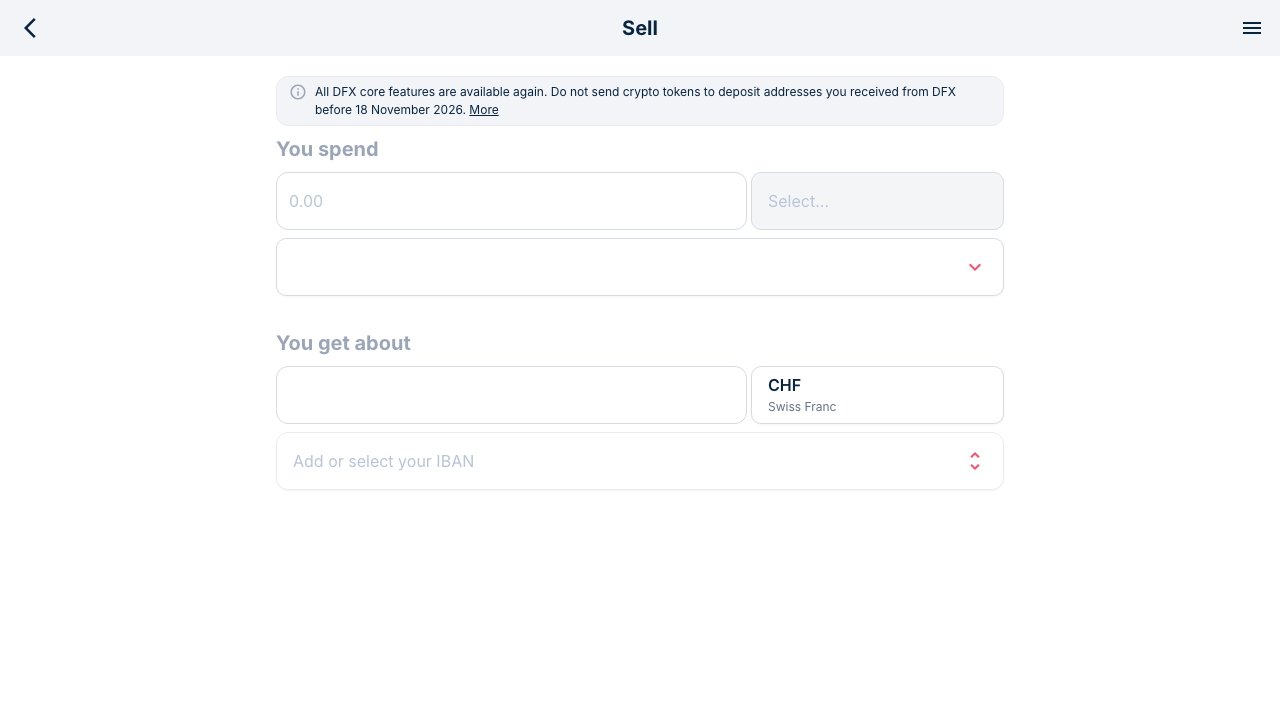 Sell
All DFX core features are available again. Do not send crypto tokens to deposit addresses you received from DFX
before 18 November 2026. More
You spend
0.00
Select...
You get about
CHF
Swiss Franc
Add or select your IBAN